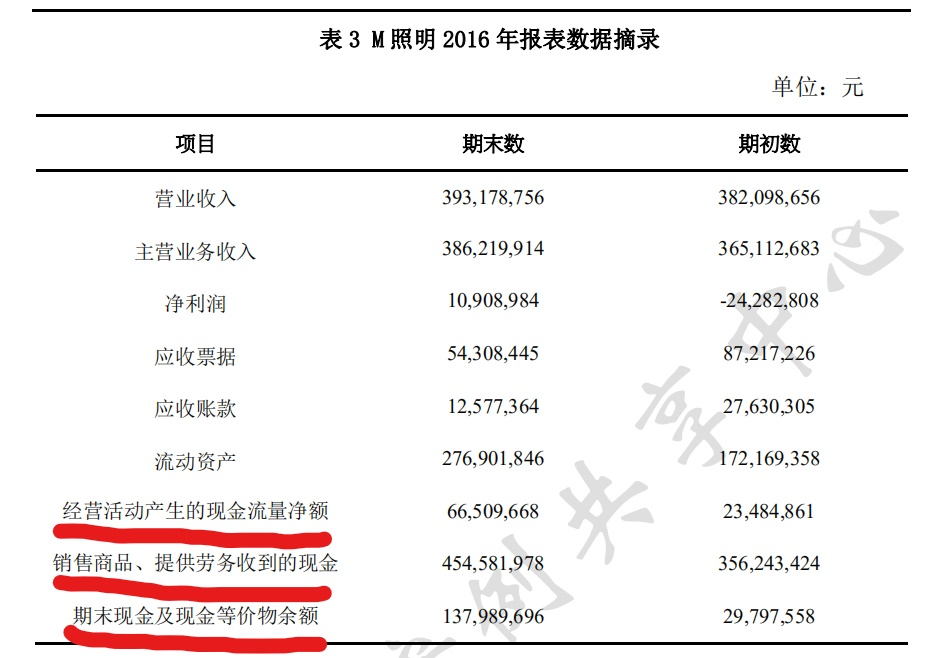 表 3 M 照明 2016 年报表数据摘录
单位：元
项目 期末数 期初数
营业收入 393,178,756 382,098,656
主营业务收入 386,219,914 365,112,683
净利润 10,908,984 -24,282,808
应收票据 54,308,445 87,217,226
应收账款 12,577,364 27,630,305
流动资产 276,901,846 172,169,358
经营活动产生的现金流量净额 66,509,668 23,484,861
销售商品、提供劳务收到的现金 454,581,978 356,243,424
期末现金及现金等价物余额 137,989,696 29,797,558
例共享中心